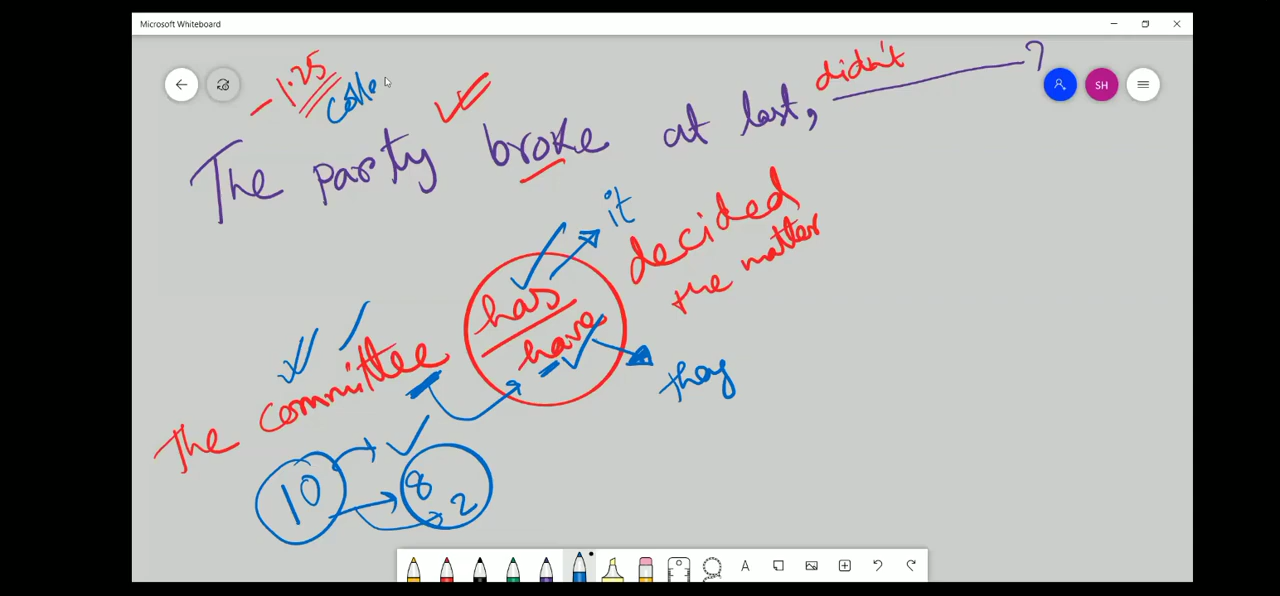 Microsoft Whiteboard
- 1.25
Colle
SH
The party broke at last, didn't ?
it
The committee has decided
have the matter
they
10 8 2
A